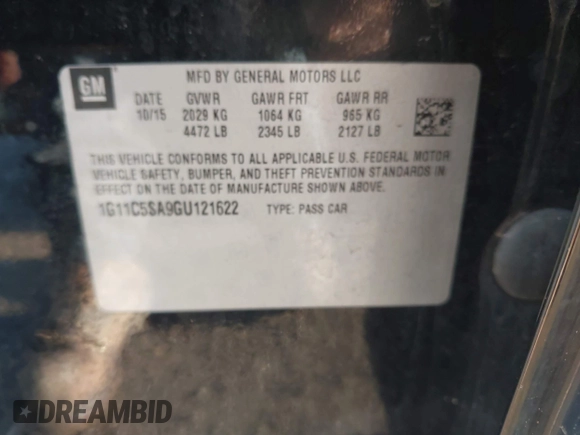 GM
MFD BY GENERAL MOTORS LLC
DATE GVWR GAWR FRT GAWR RR
10/15 2029 KG 1064 KG 965 KG
4472 LB 2345 LB 2127 LB
THIS VEHICLE CONFORMS TO ALL APPLICABLE U.S. FEDERAL MOTOR
VEHICLE SAFETY, BUMPER, AND THEFT PREVENTION STANDARDS IN
EFFECT ON THE DATE OF MANUFACTURE SHOWN ABOVE.
1G11C5SA9GU121622 TYPE: PASS CAR
DREAMBID